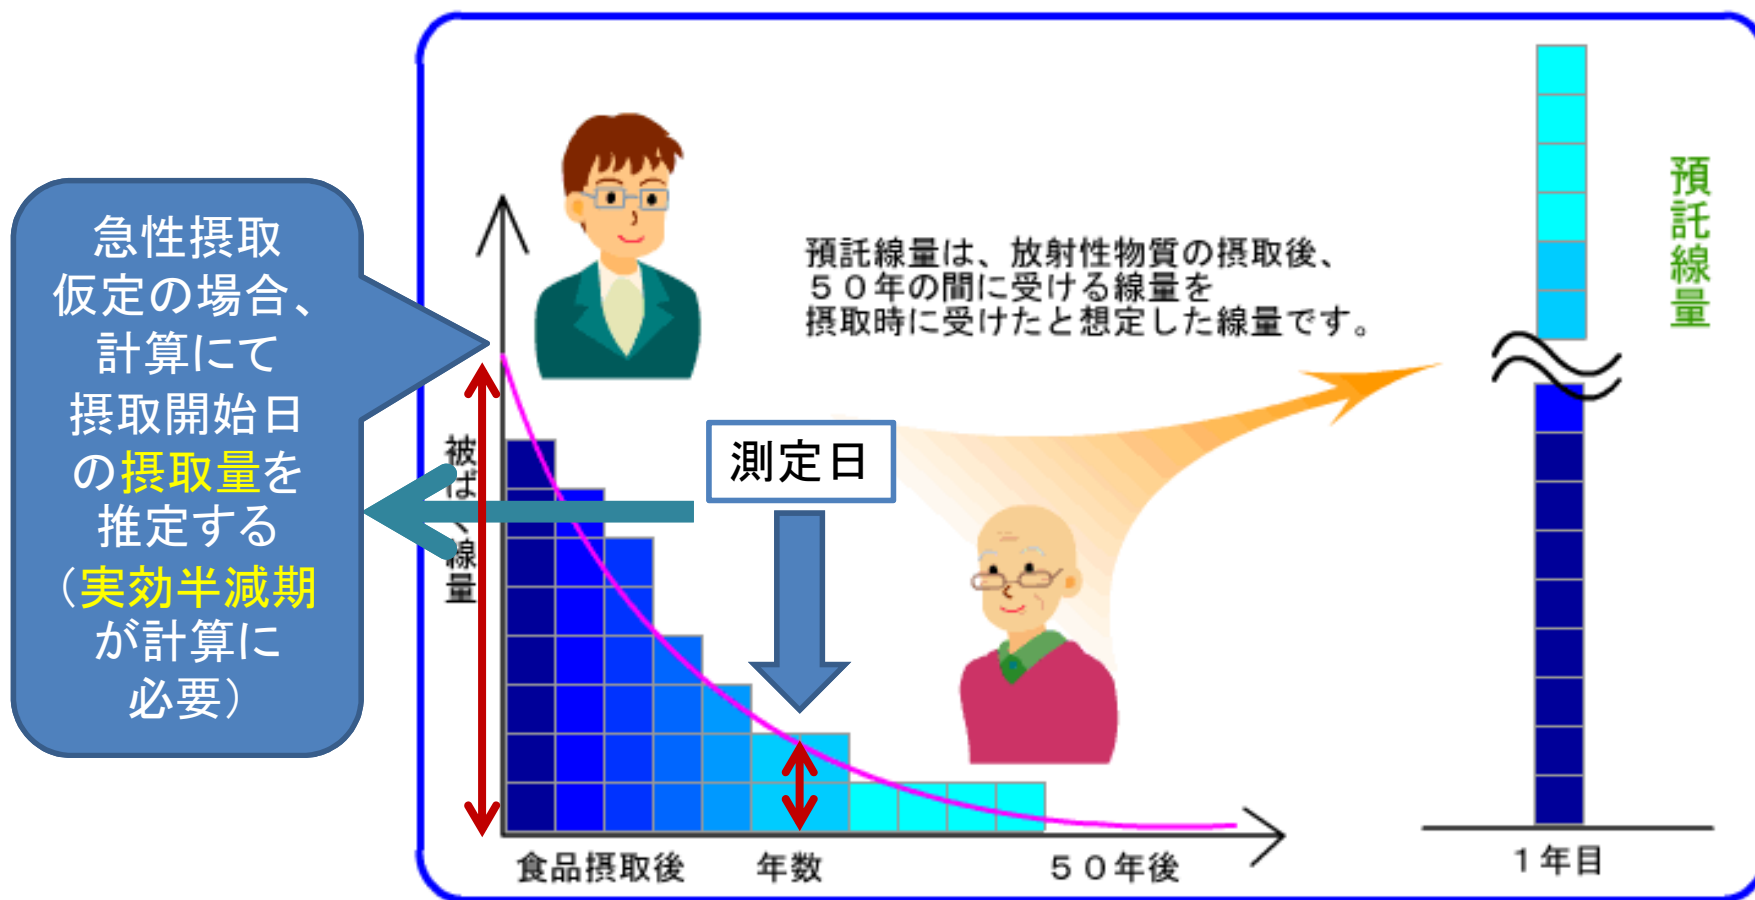 急性摂取
仮定の場合、
計算にて
摂取開始日
の摂取量を
推定する
（実効半減期
が計算に
必要）
預託線量は、放射性物質の摂取後、
５０年の間に受ける線量を
摂取時に受けたと想定した線量です。
預託線量
測定日
被ばく線量
食品摂取後
年数
５０年後
１年目